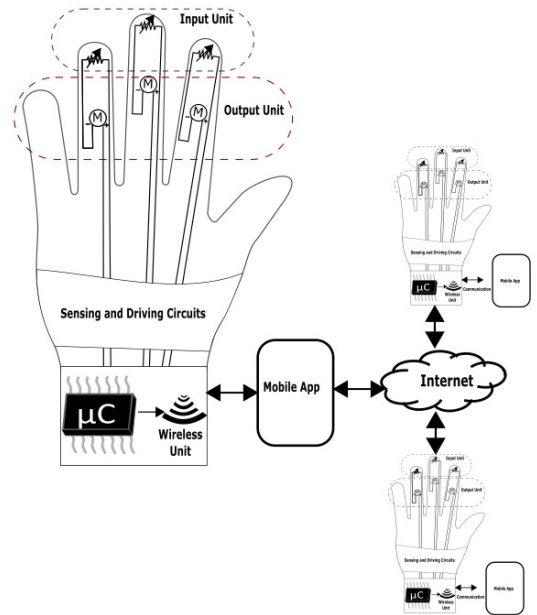 Input Unit
M
M
M
Output Unit
Sensing and Driving Circuits
µC
Wireless
Unit
Mobile App
Internet
Input Unit
Output Unit
Sensing and Driving Circuits
µC
Wireless
Unit
Communication
Mobile App
Input Unit
Output Unit
Sensing and Driving Circuits
µC
Wireless
Unit
Communication
Mobile App